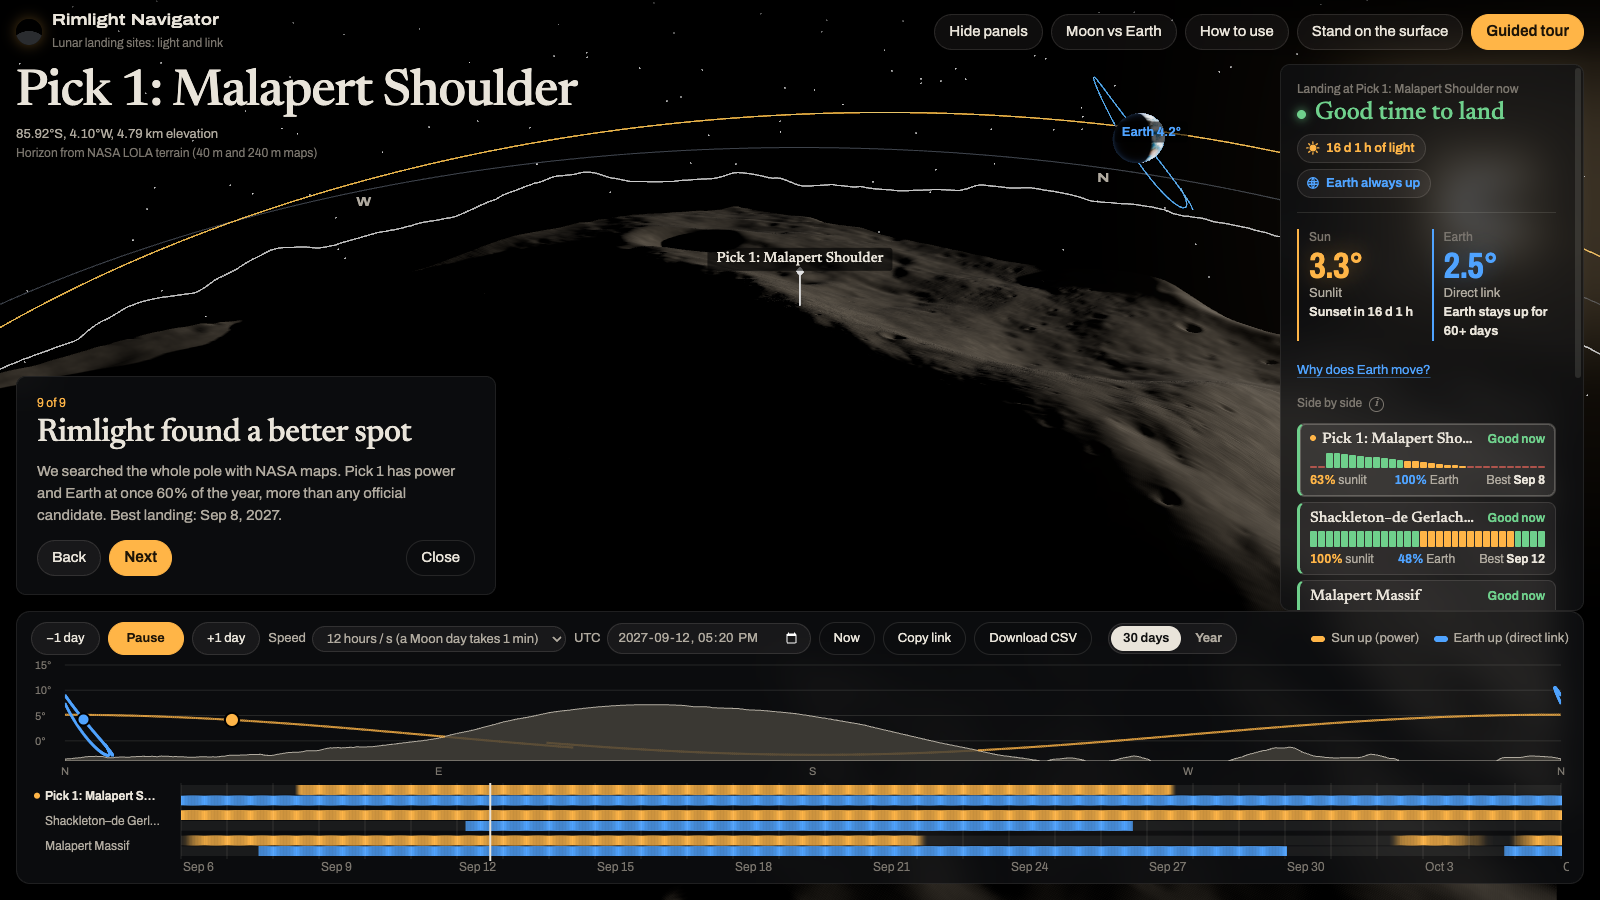 Rimlight Navigator
Lunar landing sites: light and link
Hide panels
Moon vs Earth
How to use
Stand on the surface
Guided tour
Pick 1: Malapert Shoulder
85.92°S, 4.10°W, 4.79 km elevation
Horizon from NASA LOLA terrain (40 m and 240 m maps)
W
N
Earth 4.2°
Pick 1: Malapert Shoulder
Landing at Pick 1: Malapert Shoulder now
Good time to land
16 d 1 h of light
Earth always up
Sun
3.3°
Sunlit
Sunset in 16 d 1 h
Earth
2.5°
Direct link
Earth stays up for
60+ days
Why does Earth move?
Side by side
i
Pick 1: Malapert Sho...
Good now
63% sunlit
100% Earth
Best Sep 8
Shackleton–de Gerlach...
Good now
100% sunlit
48% Earth
Best Sep 12
Malapert Massif
Good now
9 of 9
Rimlight found a better spot
We searched the whole pole with NASA maps. Pick 1 has power
and Earth at once 60% of the year, more than any official
candidate. Best landing: Sep 8, 2027.
Back
Next
Close
−1 day
Pause
+1 day
Speed
12 hours / s (a Moon day takes 1 min)
UTC
2027-09-12, 05:20 PM
Now
Copy link
Download CSV
30 days
Year
Sun up (power)
Earth up (direct link)
15°
10°
5°
0°
N
E
S
W
N
Pick 1: Malapert S...
Shackleton–de Gerl...
Malapert Massif
Sep 6
Sep 9
Sep 12
Sep 15
Sep 18
Sep 21
Sep 24
Sep 27
Sep 30
Oct 3